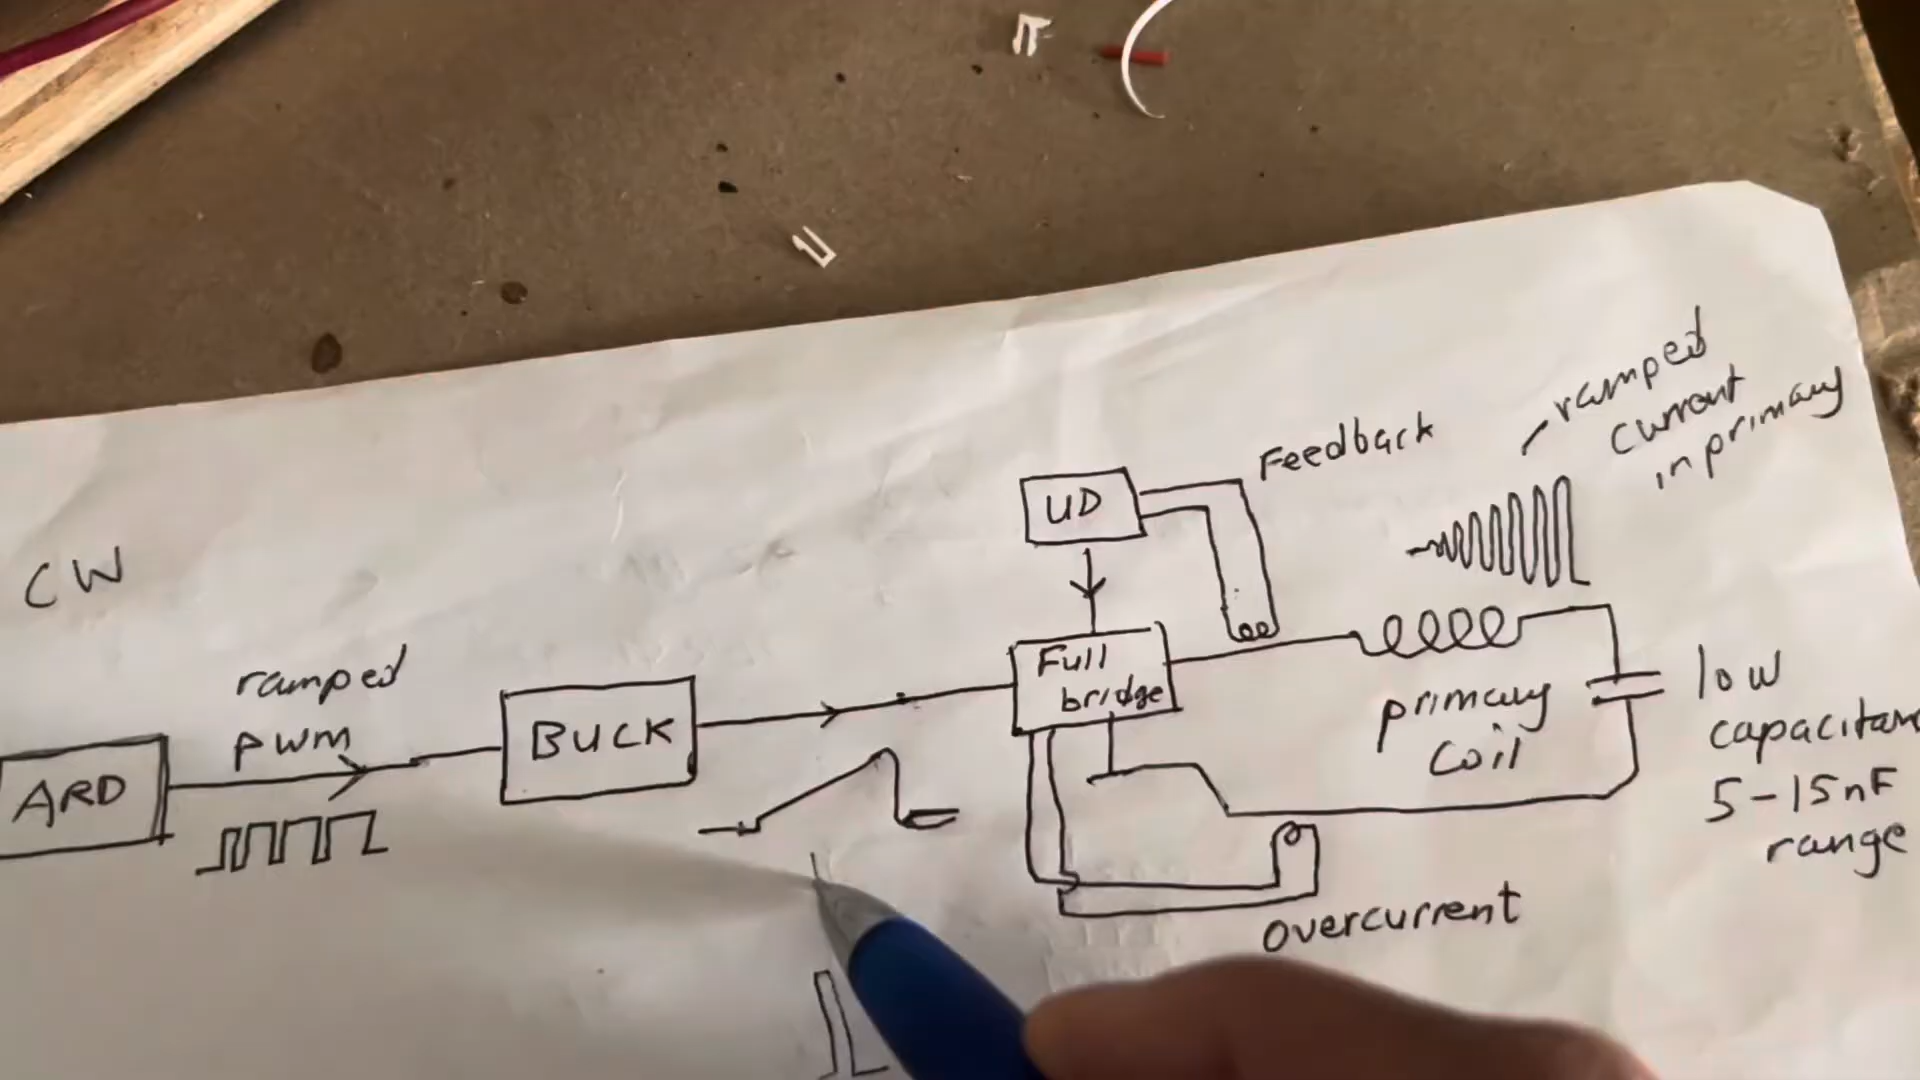 CW
ARD
ramped
pwm
BUCK
UD
Feedback
Full
bridge
ramped
current
in primary
primary
coil
low
capacitan
5-15nF
range
Overcurrent